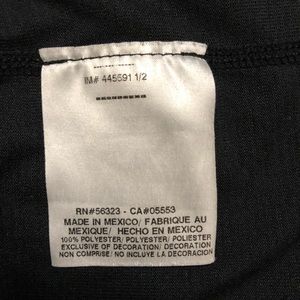 IM# 445591 1/2
RN#56323 - CA#05553
MADE IN MEXICO/ FABRIQUE AU
MEXIQUE/ HECHO EN MEXICO
100% POLYESTER/ POLYESTER/ POLIESTER
EXCLUSIVE OF DECORATION/ DECORATION
NON COMPRISE/ NO INCLUYE LA DECORACION